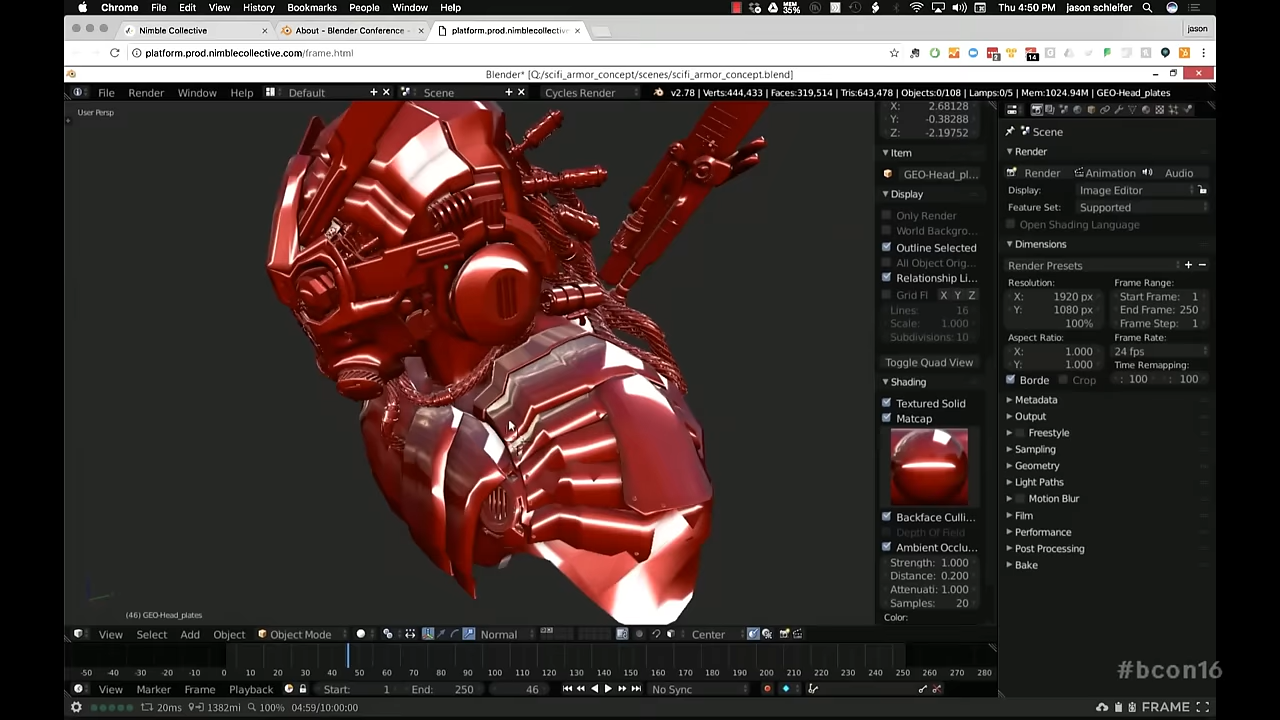 Chrome File Edit View History Bookmarks People Window Help MEM 35% Thu 4:50 PM jason schleifer
Nimble Collective × About - Blender Conference × platform.prod.nimblecollectiv × jason
platform.prod.nimblecollective.com/frame.html
Blender* [Q:/scifi_armor_concept/scenes/scifi_armor_concept.blend]
File Render Window Help Default Scene Cycles Render v2.78 | Verts:444,433 | Faces:319,514 | Tris:643,478 | Objects:0/108 | Lamps:0/5 | Mem:1024.94M | GEO-Head_plates
User Persp
X: 2.68128
Y: -0.38288
Z: -2.19752
Item
GEO-Head_pl...
Display
Only Render
World Backgro...
Outline Selected
All Object Orig...
Relationship Li...
Grid Fl X Y Z
Lines: 16
Scale: 1.000
Subdivisions: 10
Toggle Quad View
Shading
Textured Solid
Matcap
Backface Culli...
Depth Of Field
Ambient Occlu...
Strength: 1.000
Distance: 0.200
Attenuati: 1.000
Samples: 20
Color:
Scene
Render
Render Animation Audio
Display: Image Editor
Feature Set: Supported
Open Shading Language
Dimensions
Render Presets
Resolution: Frame Range:
X: 1920 px Start Frame: 1
Y: 1080 px End Frame: 250
100% Frame Step: 1
Aspect Ratio: Frame Rate:
X: 1.000 24 fps
Y: 1.000 Time Remapping:
Borde Crop : 100 : 100
Metadata
Output
Freestyle
Sampling
Geometry
Light Paths
Motion Blur
Film
Performance
Post Processing
Bake
(46) GEO-Head_plates
View Select Add Object Object Mode Normal Center
-50 -40 -30 -20 -10 0 10 20 30 40 50 60 70 80 90 100 110 120 130 140 150 160 170 180 190 200 210 220 230 240 250 260 270 280
View Marker Frame Playback Start: 1 End: 250 46 No Sync
20ms 1382mi 100% 04:59/10:00:00 FRAME
#bcon16